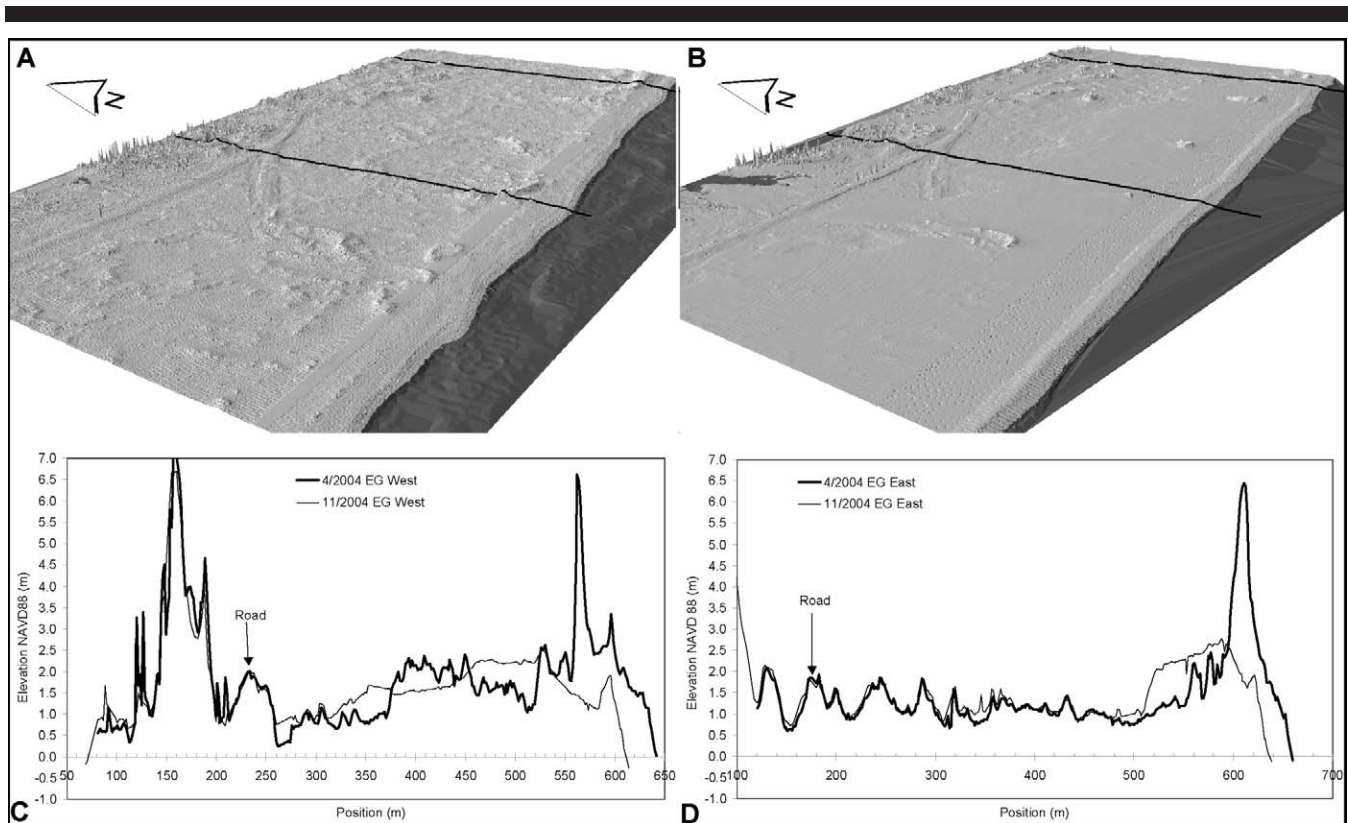 A
N
B
N
7.0
6.5
6.0
5.5
5.0
4.5
4.0
3.5
3.0
2.5
2.0
1.5
1.0
0.5
0.0
-0.5
-1.0
Elevation NAVD88 (m)
4/2004 EG West
11/2004 EG West
Road
50 100 150 200 250 300 350 400 450 500 550 600 650
Position (m)
C
7.0
6.5
6.0
5.5
5.0
4.5
4.0
3.5
3.0
2.5
2.0
1.5
1.0
0.5
0.0
-0.5
-1.0
Elevation NAVD 88 (m)
4/2004 EG East
11/2004 EG East
Road
100 200 300 400 500 600 700
Position (m)
D